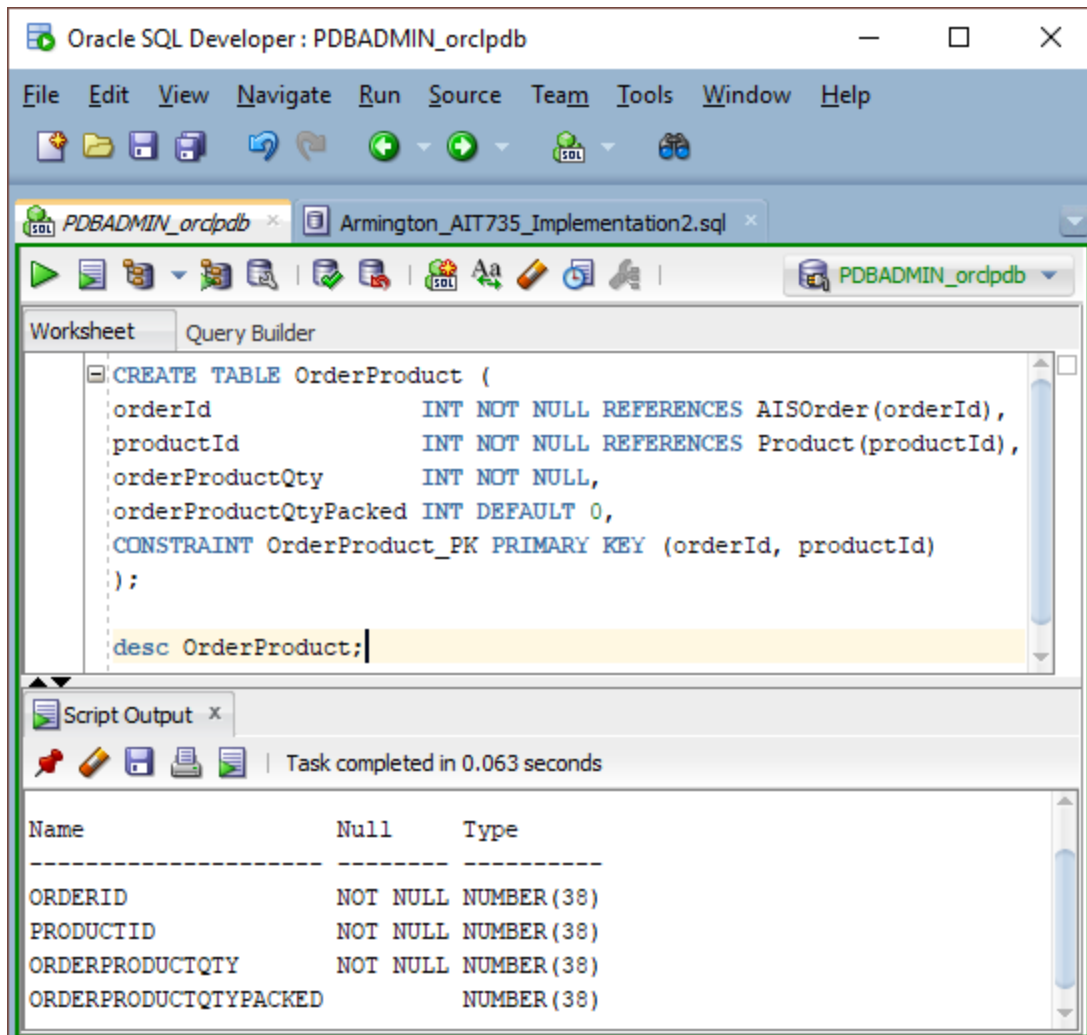 Oracle SQL Developer : PDBADMIN_orclpdb
File Edit View Navigate Run Source Team Tools Window Help
SQL
SQL PDBADMIN_orclpdb Armington_AIT735_Implementation2.sql
SQL Aa PDBADMIN_orclpdb
Worksheet Query Builder
CREATE TABLE OrderProduct (
orderId INT NOT NULL REFERENCES AISOrder(orderId),
productId INT NOT NULL REFERENCES Product(productId),
orderProductQty INT NOT NULL,
orderProductQtyPacked INT DEFAULT 0,
CONSTRAINT OrderProduct_PK PRIMARY KEY (orderId, productId)
);
desc OrderProduct;
Script Output x
Task completed in 0.063 seconds
Name Null Type
--------------------- -------- ----------
ORDERID NOT NULL NUMBER(38)
PRODUCTID NOT NULL NUMBER(38)
ORDERPRODUCTQTY NOT NULL NUMBER(38)
ORDERPRODUCTQTYPACKED NUMBER(38)